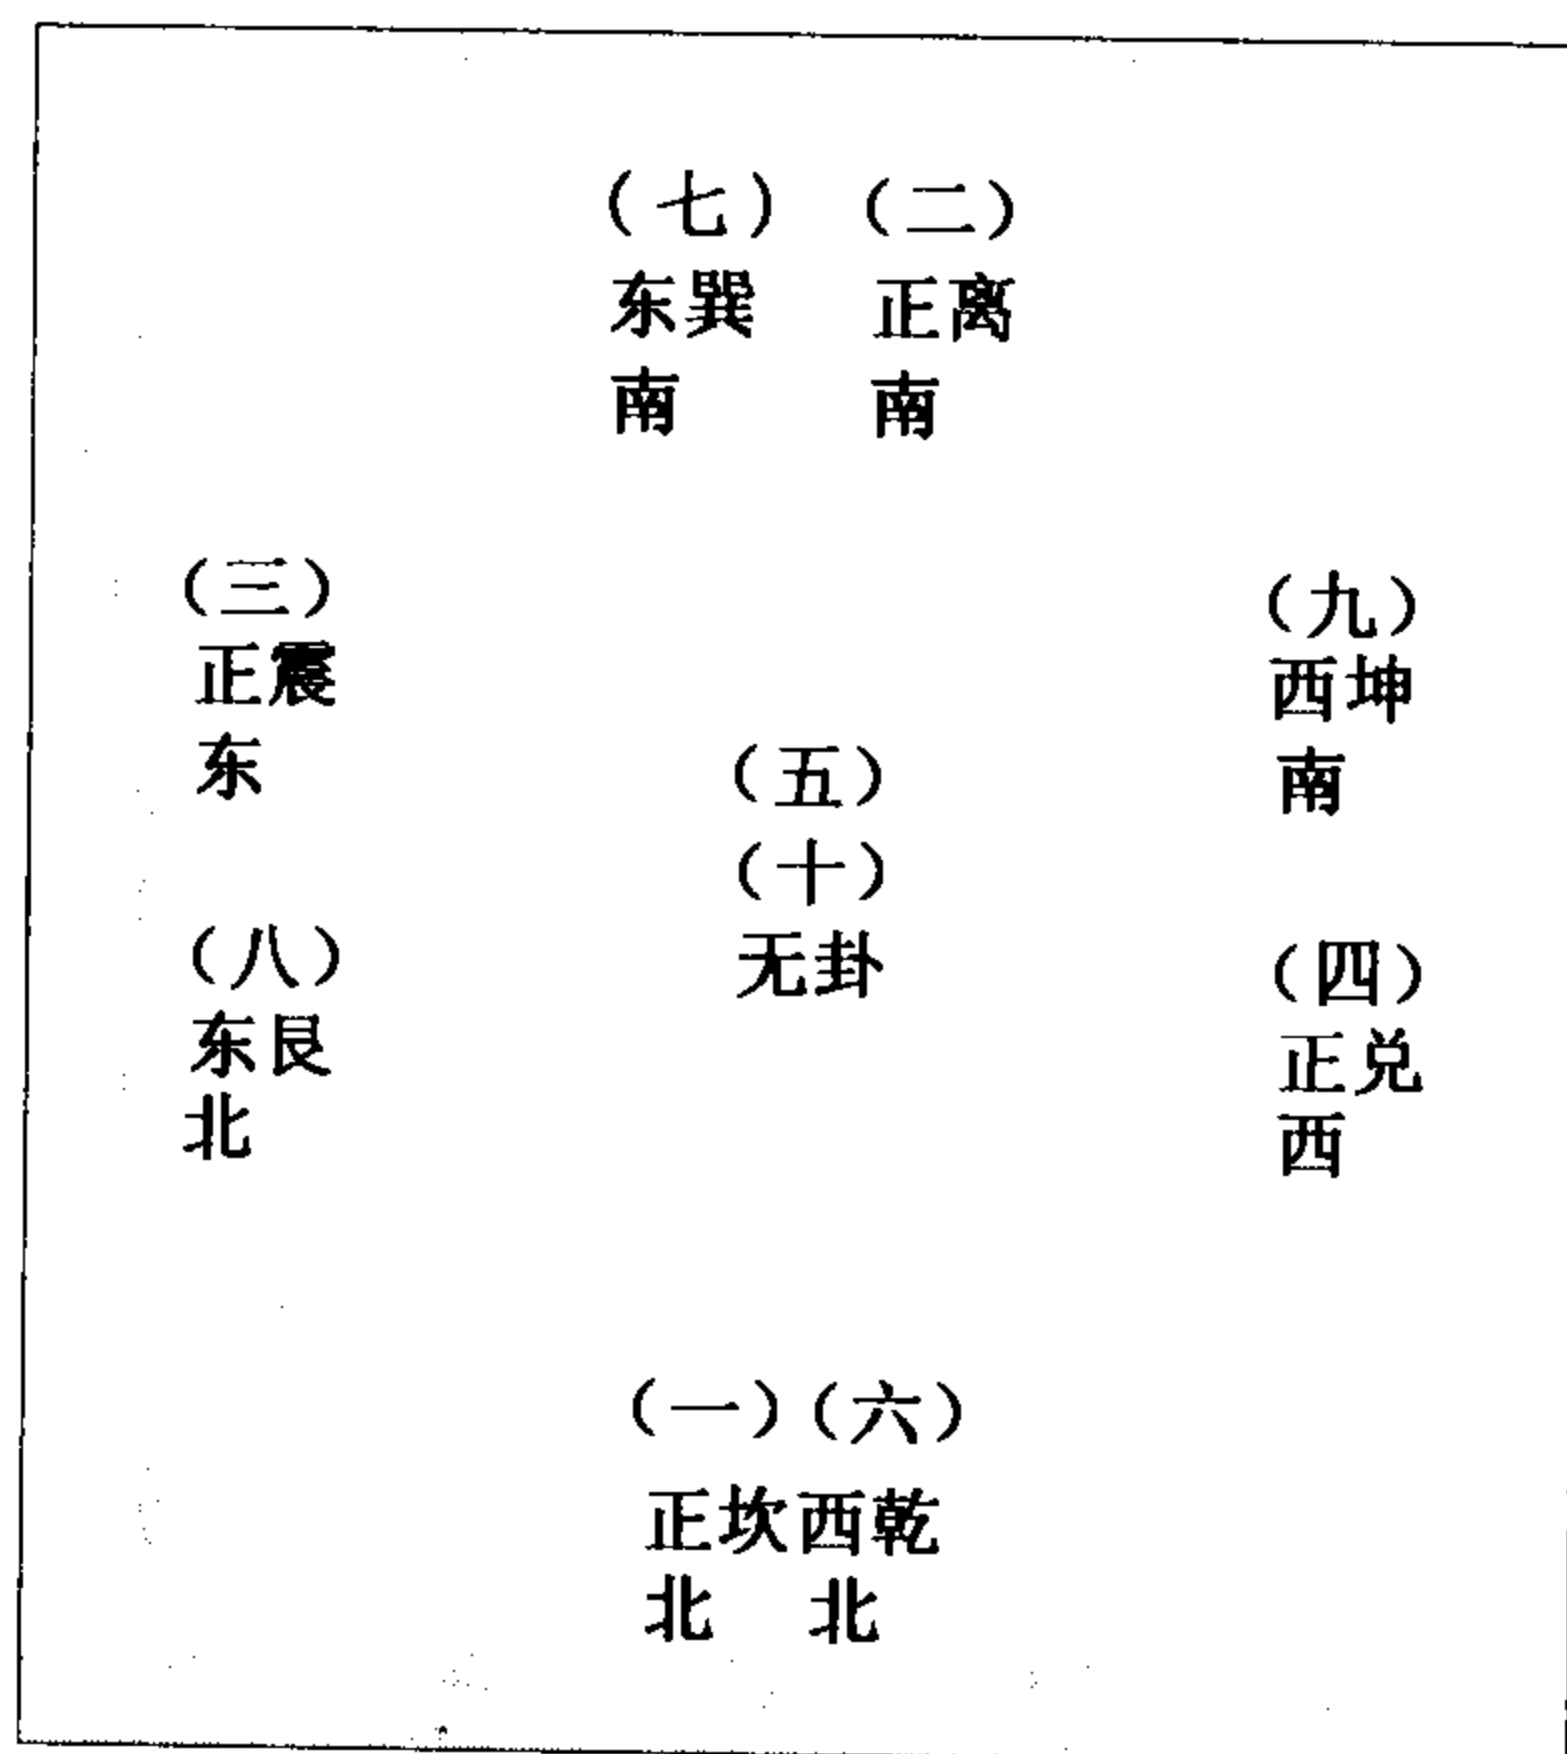 （七）（二）
东巽 正离
南 南
（三）
正震
东
（九）
西坤
南
（五）
（十）
无卦
（八）
东艮
北
（四）
正兑
西
（一）（六）
正坎西乾
北 北